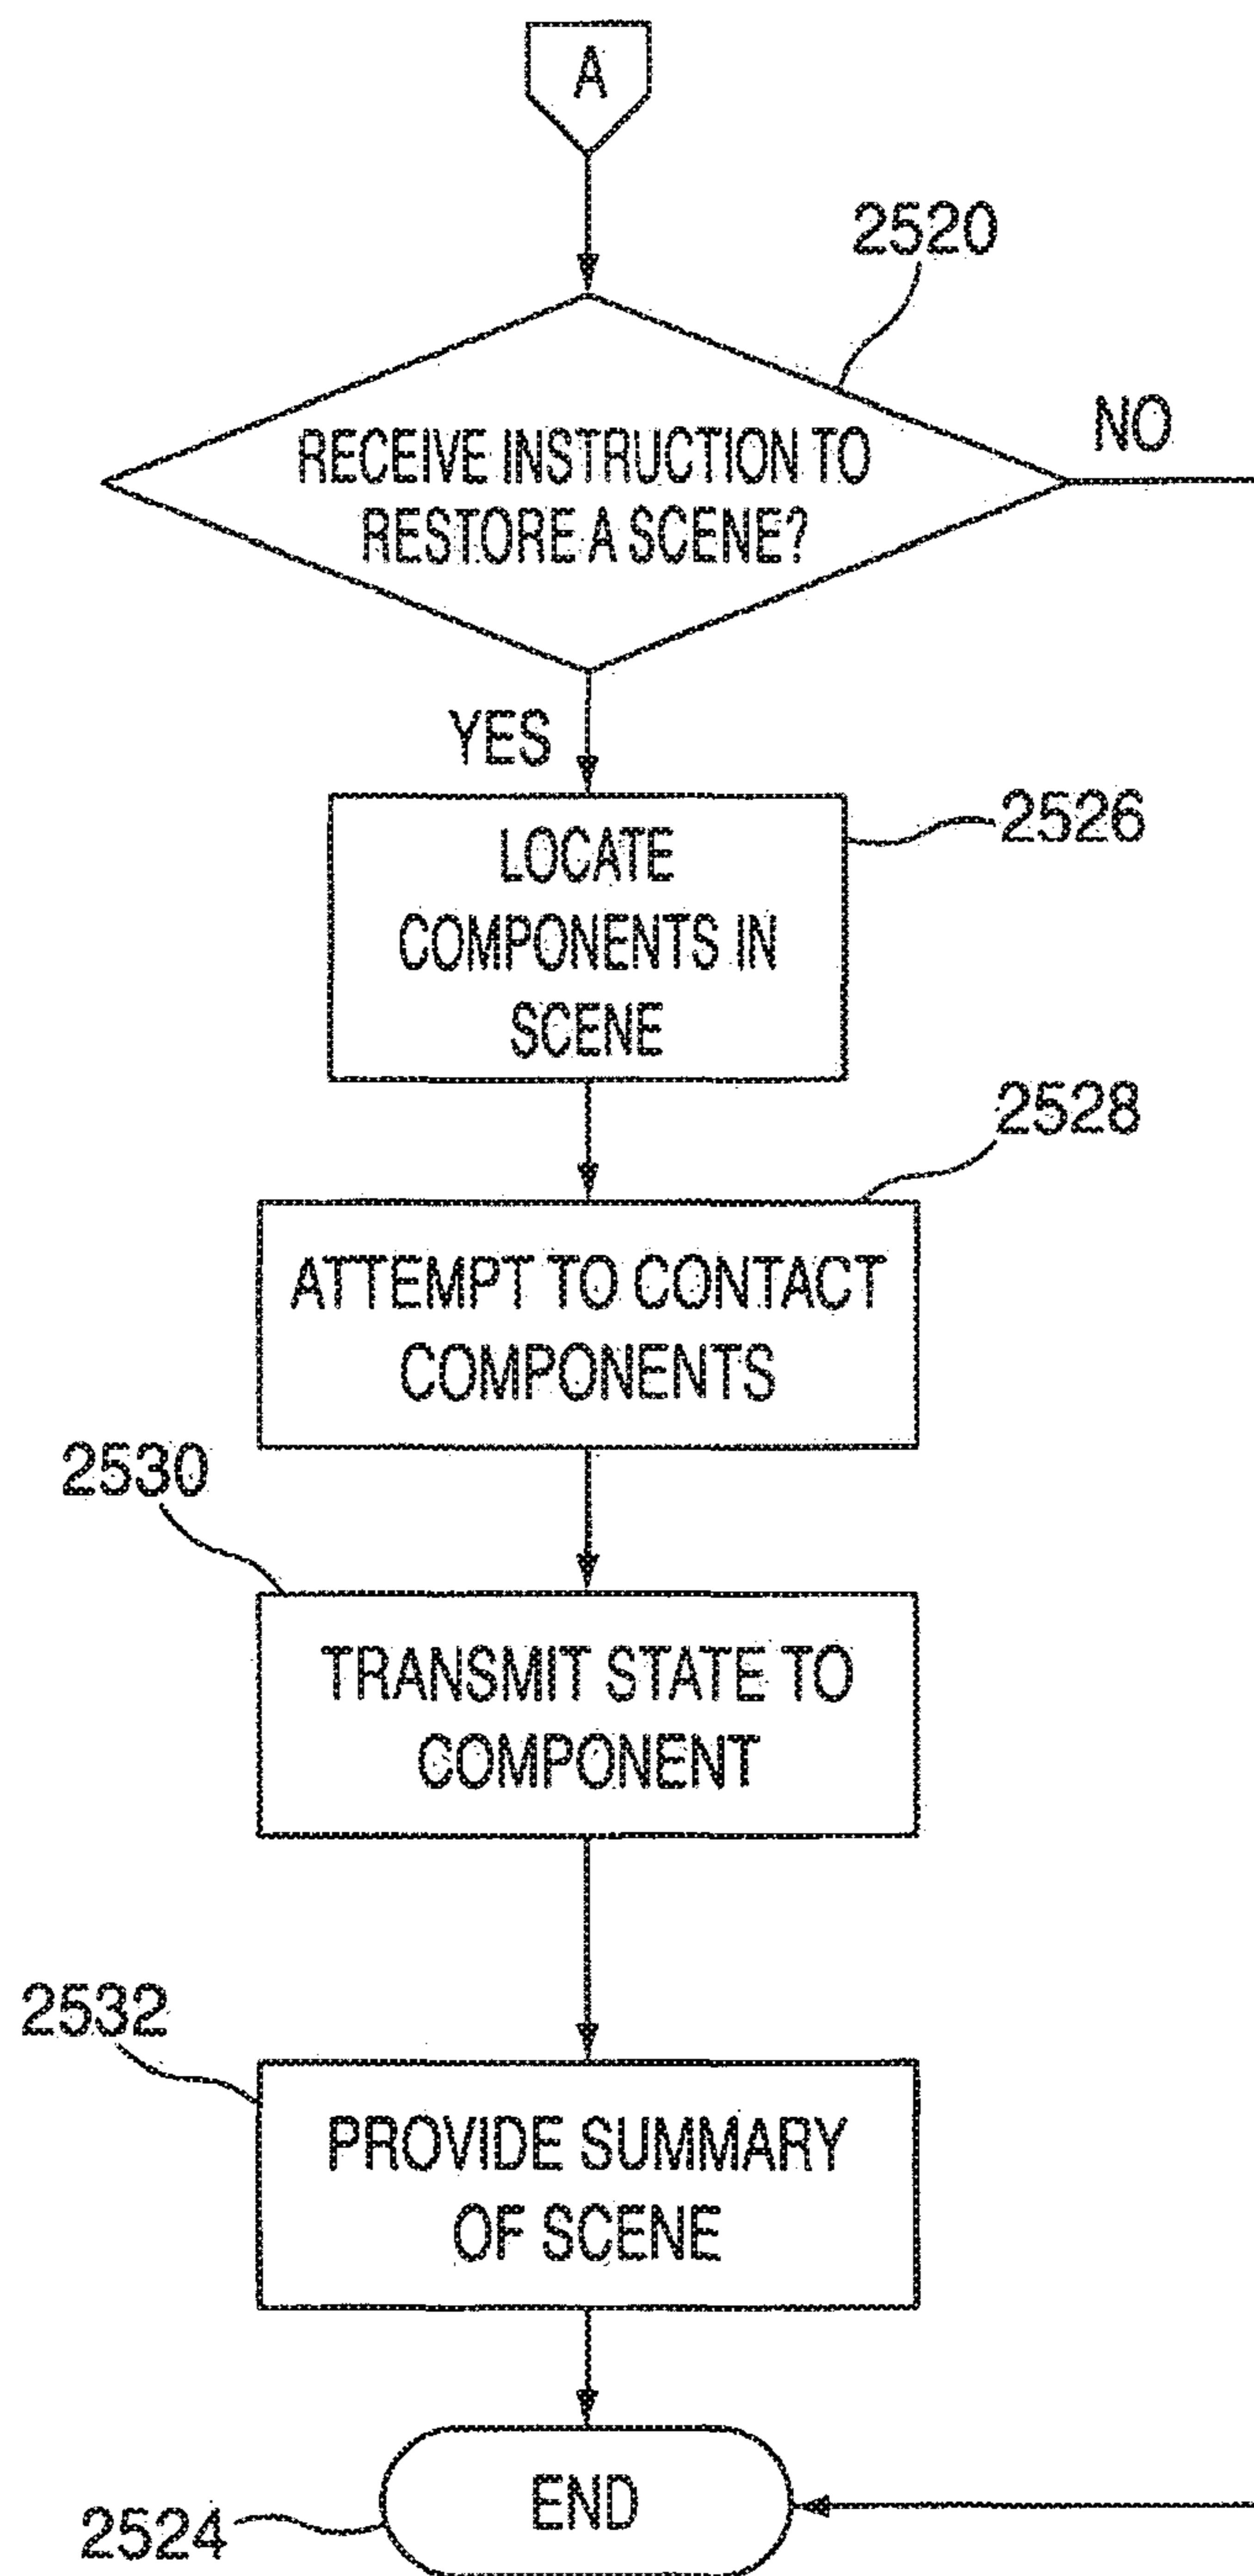 A
2520
RECEIVE INSTRUCTION TO
RESTORE A SCENE?
NO
YES
LOCATE
COMPONENTS IN
SCENE
2526
2528
ATTEMPT TO CONTACT
COMPONENTS
2530
TRANSMIT STATE TO
COMPONENT
2532
PROVIDE SUMMARY
OF SCENE
END
2524